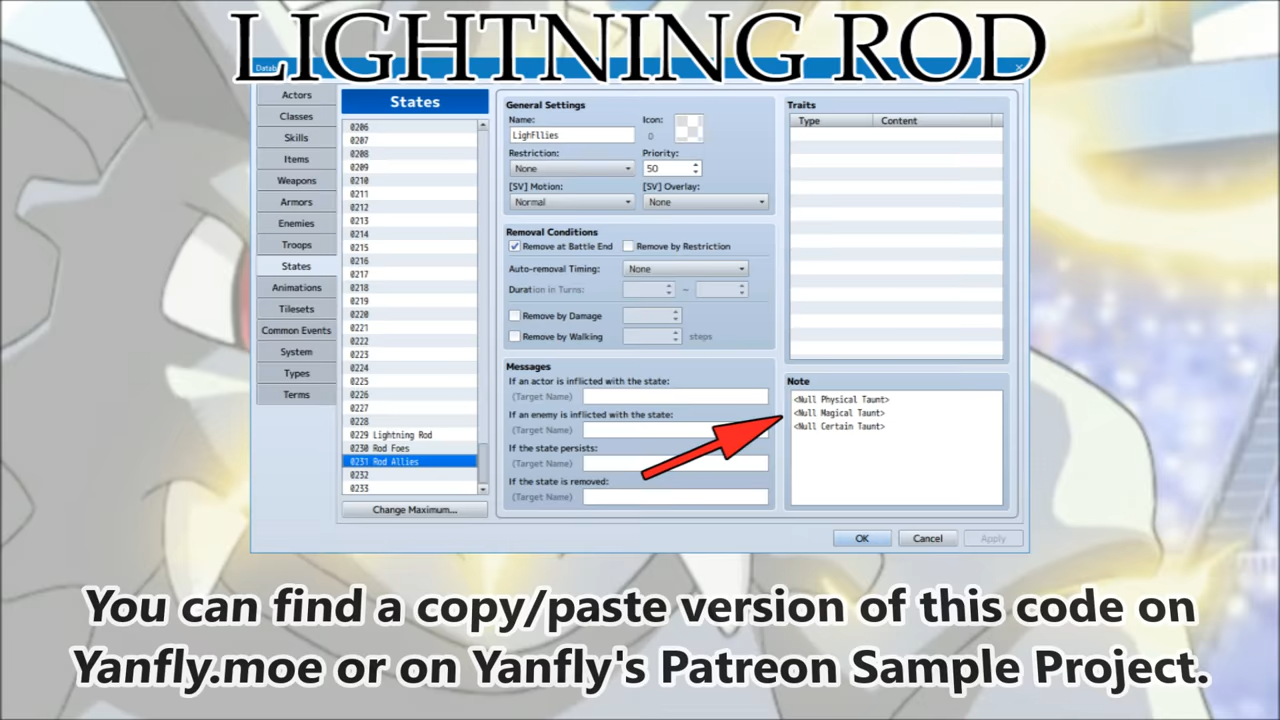 LIGHTNING ROD
Actors
Classes
Skills
Items
Weapons
Armors
Enemies
Troops
States
Animations
Tilesets
Common Events
System
Types
Terms
States
0206
0207
0208
0209
0210
0211
0212
0213
0214
0215
0216
0217
0218
0219
0220
0221
0222
0223
0224
0225
0226
0227
0228
0229 Lightning Rod
0230 Rod Foes
0231 Rod Allies
0232
0233
Change Maximum...
General Settings
Name: Icon:
0
Restriction: Priority:
None 50
[SV] Motion: [SV] Overlay:
Normal None
Removal Conditions
Remove at Battle End Remove by Restriction
Auto-removal Timing: None
Duration in Turns: ~
Remove by Damage
Remove by Walking steps
Messages
If an actor is inflicted with the state:
(Target Name)
If an enemy is inflicted with the state:
(Target Name)
If the state persists:
(Target Name)
If the state is removed:
(Target Name)
Traits
Type Content
Note
<Null Physical Taunt>
<Null Magical Taunt>
<Null Certain Taunt>
OK Cancel Apply
You can find a copy/paste version of this code on
Yanfly.moe or on Yanfly's Patreon Sample Project.